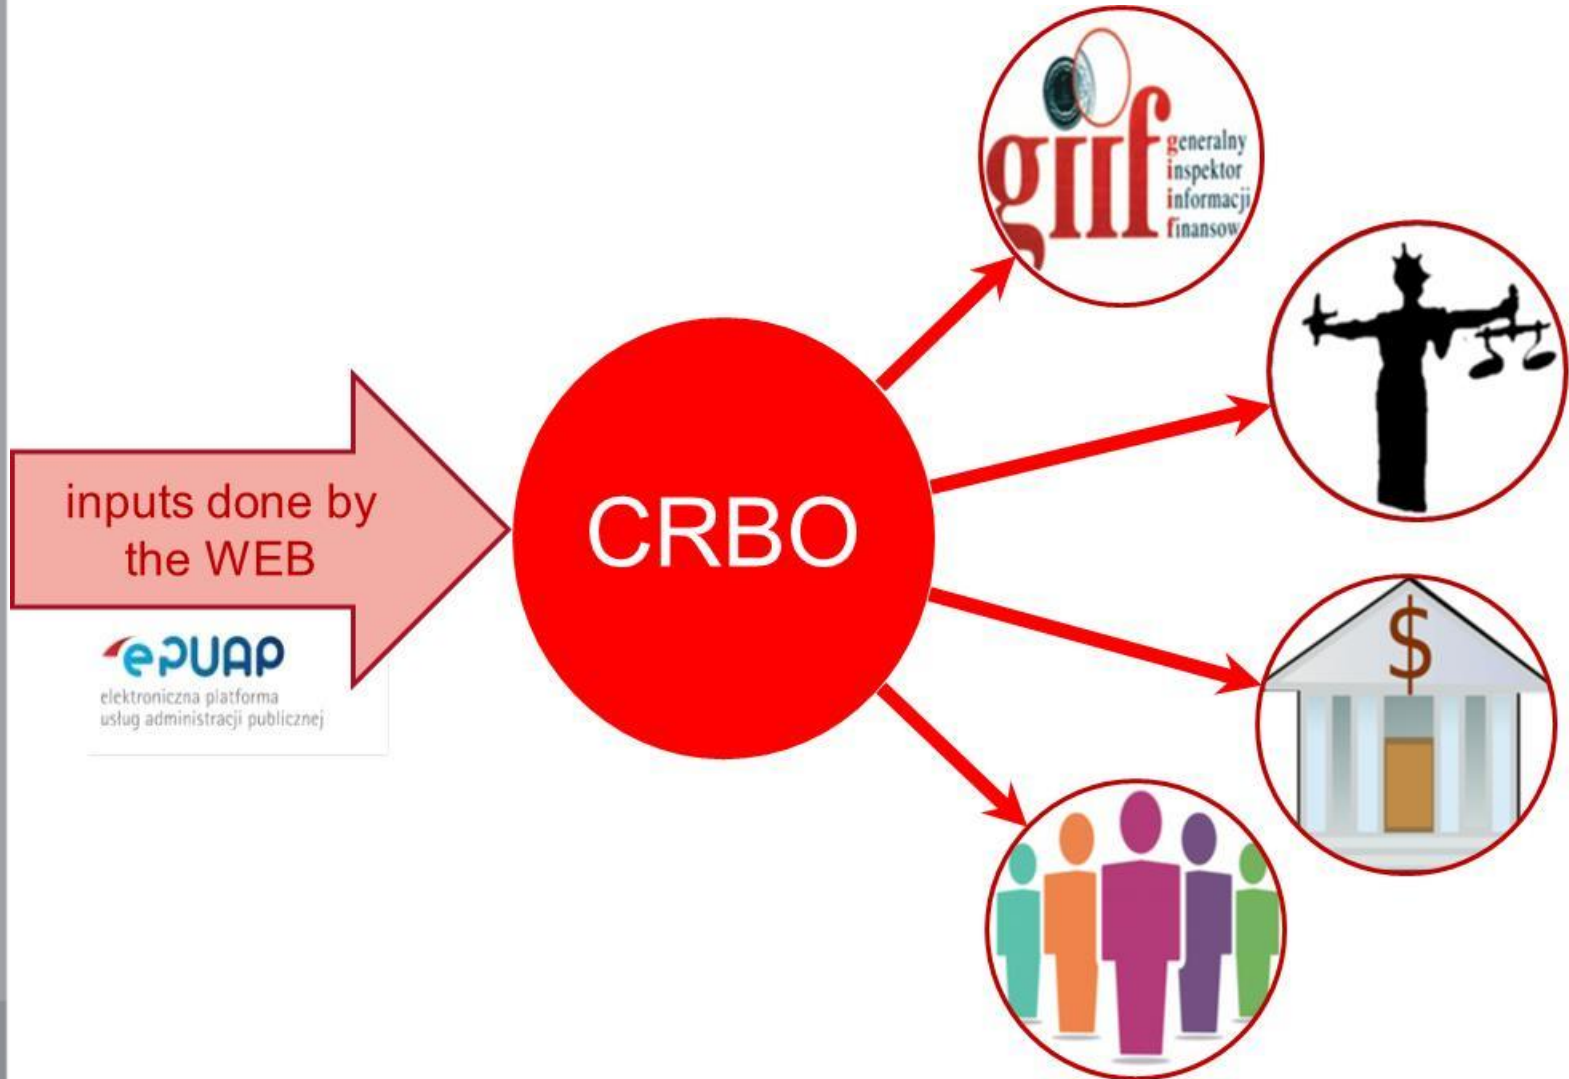 inputs done by
the WEB
ePUAP
elektroniczna platforma
usług administracji publicznej
CRBO
giif
generalny
inspektor
informacji
finansow
$